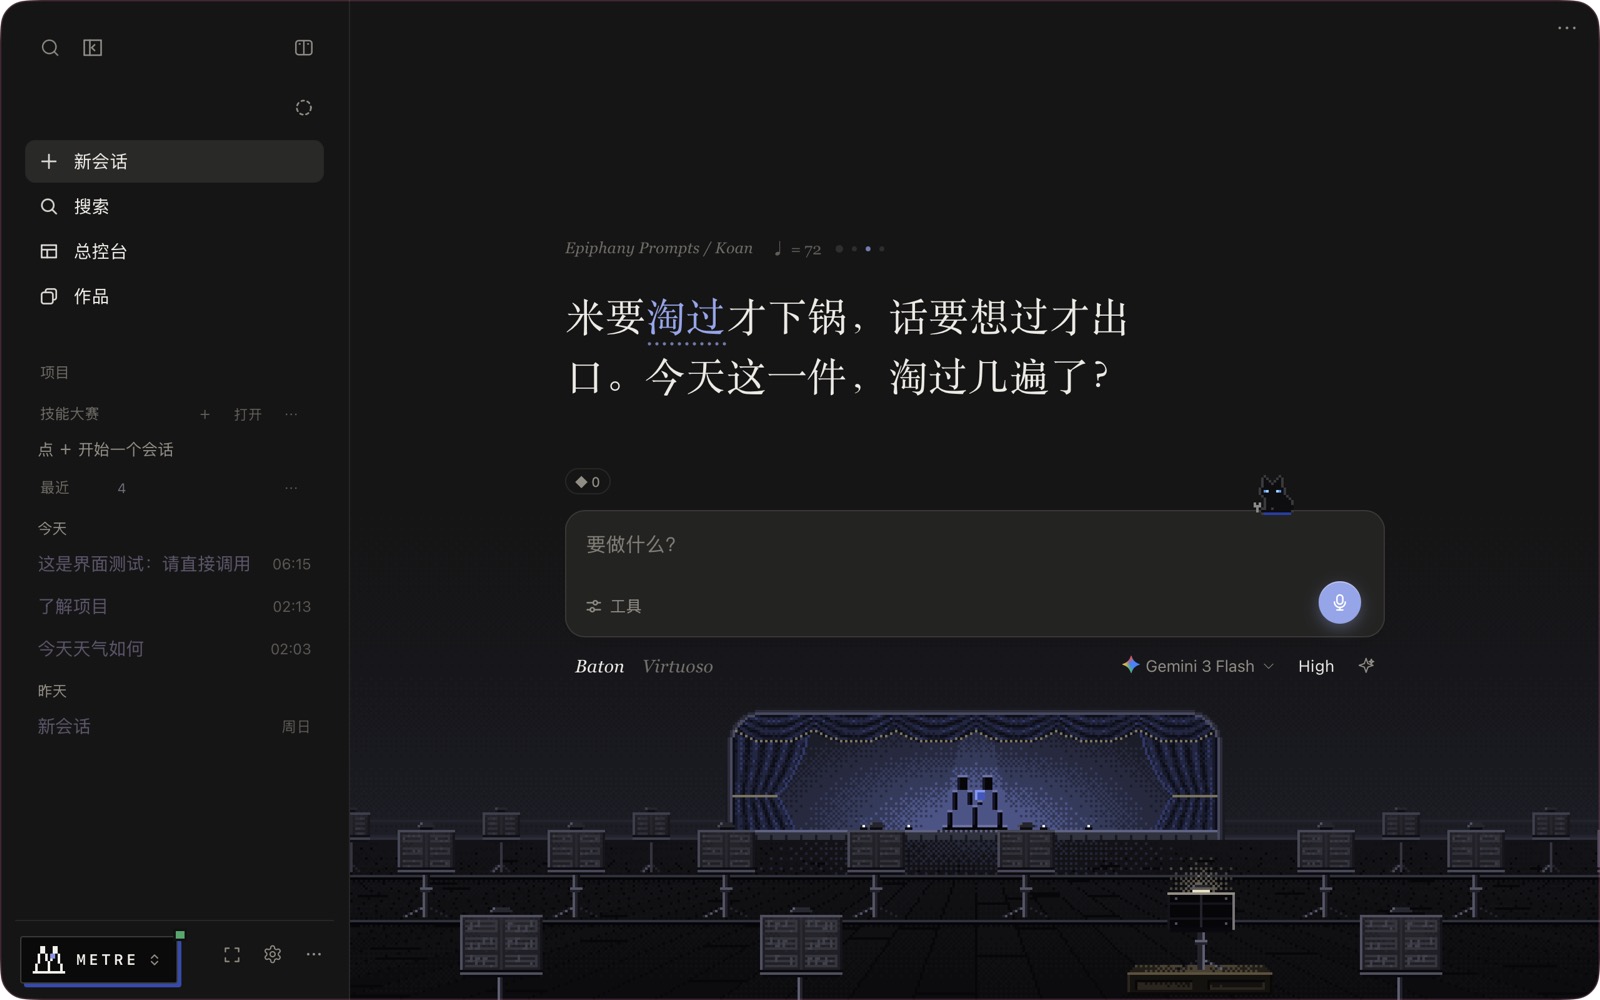 新会话
搜索
总控台
作品
项目
技能大赛 + 打开 ...
点 + 开始一个会话
最近 4 ...
今天
这是界面测试：请直接调用 06:15
了解项目 02:13
今天天气如何 02:03
昨天
新会话 周日
METRE
Epiphany Prompts / Koan ♩ = 72
米要淘过才下锅，话要想过才出
口。今天这一件，淘过几遍了？
◆ 0
要做什么？
工具
Baton Virtuoso
Gemini 3 Flash High